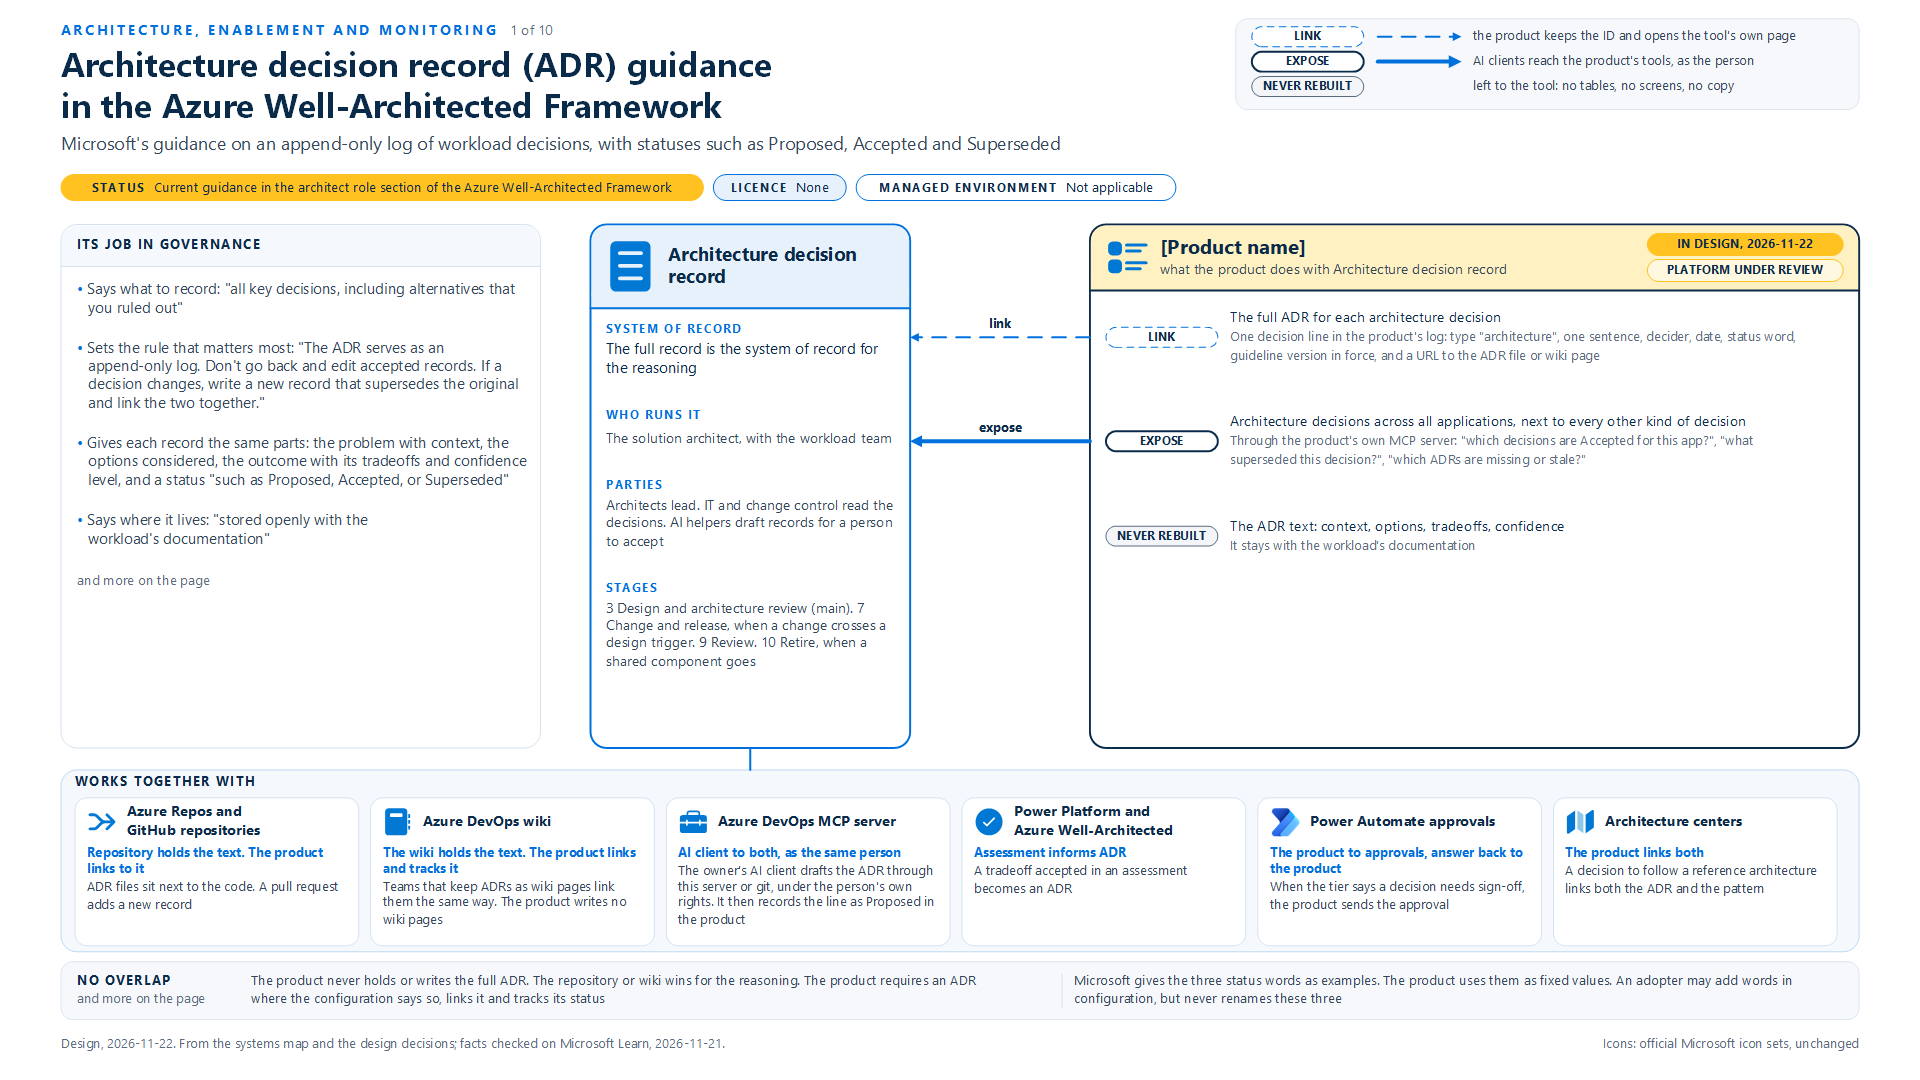 ARCHITECTURE, ENABLEMENT AND MONITORING 1 of 10
Architecture decision record (ADR) guidance
in the Azure Well-Architected Framework
Microsoft's guidance on an append-only log of workload decisions, with statuses such as Proposed, Accepted and Superseded
LINK the product keeps the ID and opens the tool's own page
EXPOSE AI clients reach the product's tools, as the person
NEVER REBUILT left to the tool: no tables, no screens, no copy
STATUS Current guidance in the architect role section of the Azure Well-Architected Framework
LICENCE None
MANAGED ENVIRONMENT Not applicable
ITS JOB IN GOVERNANCE
• Says what to record: "all key decisions, including alternatives that
you ruled out"
• Sets the rule that matters most: "The ADR serves as an
append-only log. Don't go back and edit accepted records. If a
decision changes, write a new record that supersedes the original
and link the two together."
• Gives each record the same parts: the problem with context, the
options considered, the outcome with its tradeoffs and confidence
level, and a status "such as Proposed, Accepted, or Superseded"
• Says where it lives: "stored openly with the
workload's documentation"
and more on the page
Architecture decision
record
SYSTEM OF RECORD
The full record is the system of record for
the reasoning
WHO RUNS IT
The solution architect, with the workload team
PARTIES
Architects lead. IT and change control read the
decisions. AI helpers draft records for a person
to accept
STAGES
3 Design and architecture review (main). 7
Change and release, when a change crosses a
design trigger. 9 Review. 10 Retire, when a
shared component goes
link
expose
[Product name]
what the product does with Architecture decision record
IN DESIGN, 2026-11-22
PLATFORM UNDER REVIEW
LINK
The full ADR for each architecture decision
One decision line in the product's log: type "architecture", one sentence, decider, date, status word,
guideline version in force, and a URL to the ADR file or wiki page
EXPOSE
Architecture decisions across all applications, next to every other kind of decision
Through the product's own MCP server: "which decisions are Accepted for this app?", "what
superseded this decision?", "which ADRs are missing or stale?"
NEVER REBUILT
The ADR text: context, options, tradeoffs, confidence
It stays with the workload's documentation
WORKS TOGETHER WITH
Azure Repos and
GitHub repositories
Repository holds the text. The product
links to it
ADR files sit next to the code. A pull request
adds a new record
Azure DevOps wiki
The wiki holds the text. The product links
and tracks it
Teams that keep ADRs as wiki pages link
them the same way. The product writes no
wiki pages
Azure DevOps MCP server
AI client to both, as the same person
The owner's AI client drafts the ADR through
this server or git, under the person's own
rights. It then records the line as Proposed in
the product
Power Platform and
Azure Well-Architected
Assessment informs ADR
A tradeoff accepted in an assessment
becomes an ADR
Power Automate approvals
The product to approvals, answer back to
the product
When the tier says a decision needs sign-off,
the product sends the approval
Architecture centers
The product links both
A decision to follow a reference architecture
links both the ADR and the pattern
NO OVERLAP
and more on the page
The product never holds or writes the full ADR. The repository or wiki wins for the reasoning. The product requires an ADR
where the configuration says so, links it and tracks its status
Microsoft gives the three status words as examples. The product uses them as fixed values. An adopter may add words in
configuration, but never renames these three
Design, 2026-11-22. From the systems map and the design decisions; facts checked on Microsoft Learn, 2026-11-21.
Icons: official Microsoft icon sets, unchanged